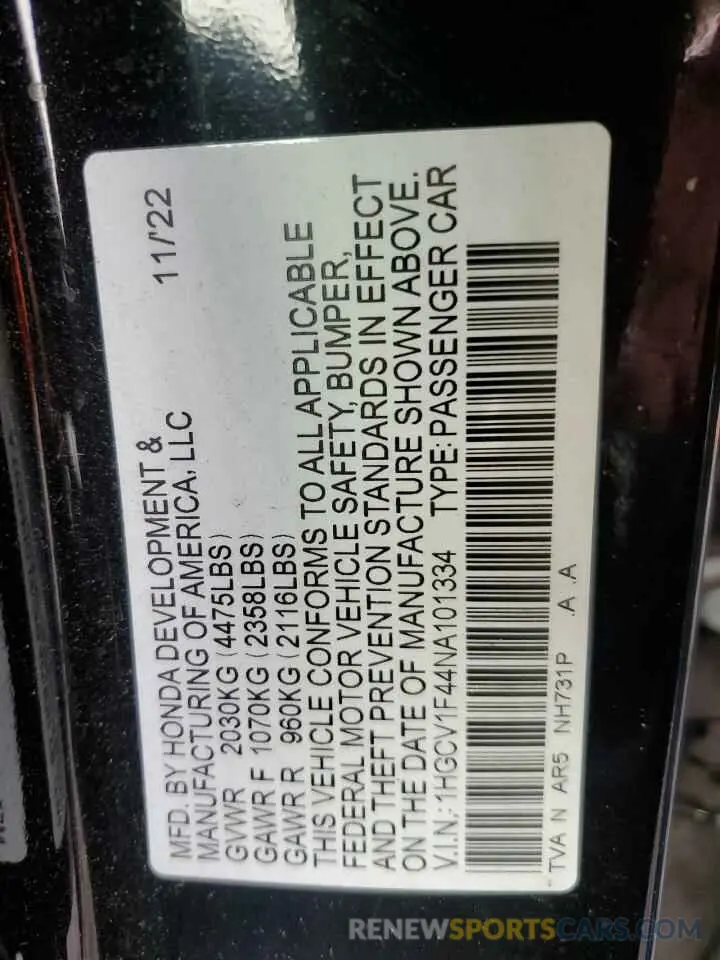 MFD. BY HONDA DEVELOPMENT &
MANUFACTURING OF AMERICA, LLC 11/'22
GVWR 2030KG (4475LBS)
GAWR F 1070KG (2358LBS)
GAWR R 960KG (2116LBS)
THIS VEHICLE CONFORMS TO ALL APPLICABLE
FEDERAL MOTOR VEHICLE SAFETY, BUMPER,
AND THEFT PREVENTION STANDARDS IN EFFECT
ON THE DATE OF MANUFACTURE SHOWN ABOVE.
V.I.N.: 1HGCV1F44NA101334 TYPE: PASSENGER CAR
TVA N AR5 NH731P .A .A
RENEWSPORTSCARS.COM